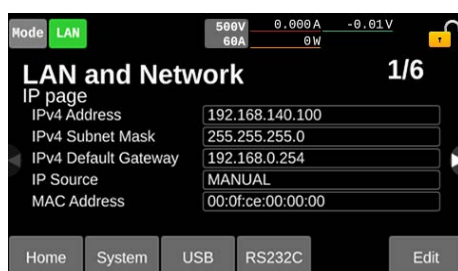 Mode LAN 500V 0.000A -0.01V
60A 0W
LAN and Network 1/6
IP page
IPv4 Address 192.168.140.100
IPv4 Subnet Mask 255.255.255.0
IPv4 Default Gateway 192.168.0.254
IP Source MANUAL
MAC Address 00:0f:ce:00:00:00
Home System USB RS232C Edit